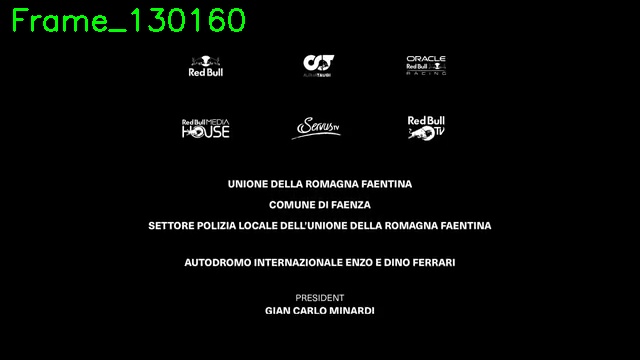 Frame_130160
Red Bull
ALPHATAURI
ORACLE
Red Bull
RACING
Red Bull MEDIA
HOUSE
ServusTV
Red Bull
TV
UNIONE DELLA ROMAGNA FAENTINA
COMUNE DI FAENZA
SETTORE POLIZIA LOCALE DELL'UNIONE DELLA ROMAGNA FAENTINA
AUTODROMO INTERNAZIONALE ENZO E DINO FERRARI
PRESIDENT
GIAN CARLO MINARDI